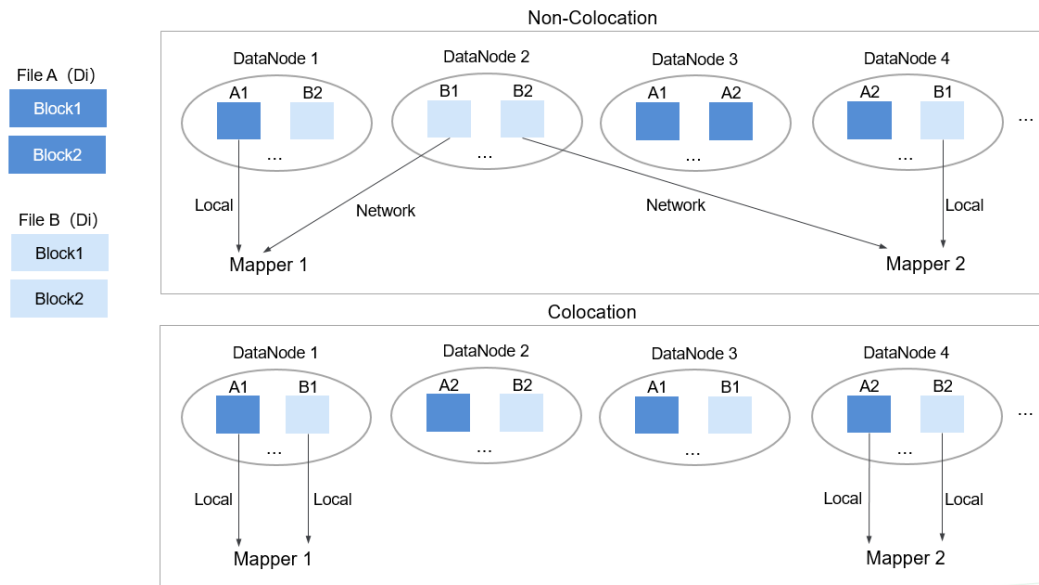 Non-Colocation
File A (Di)
Block1
Block2
File B (Di)
Block1
Block2
DataNode 1
DataNode 2
DataNode 3
DataNode 4
A1 B2
B1 B2
A1 A2
A2 B1
...
...
...
...
...
Local
Network
Network
Local
Mapper 1
Mapper 2
Colocation
DataNode 1
DataNode 2
DataNode 3
DataNode 4
A1 B1
A2 B2
A1 B1
A2 B2
...
...
...
...
...
Local
Local
Local
Local
Mapper 1
Mapper 2